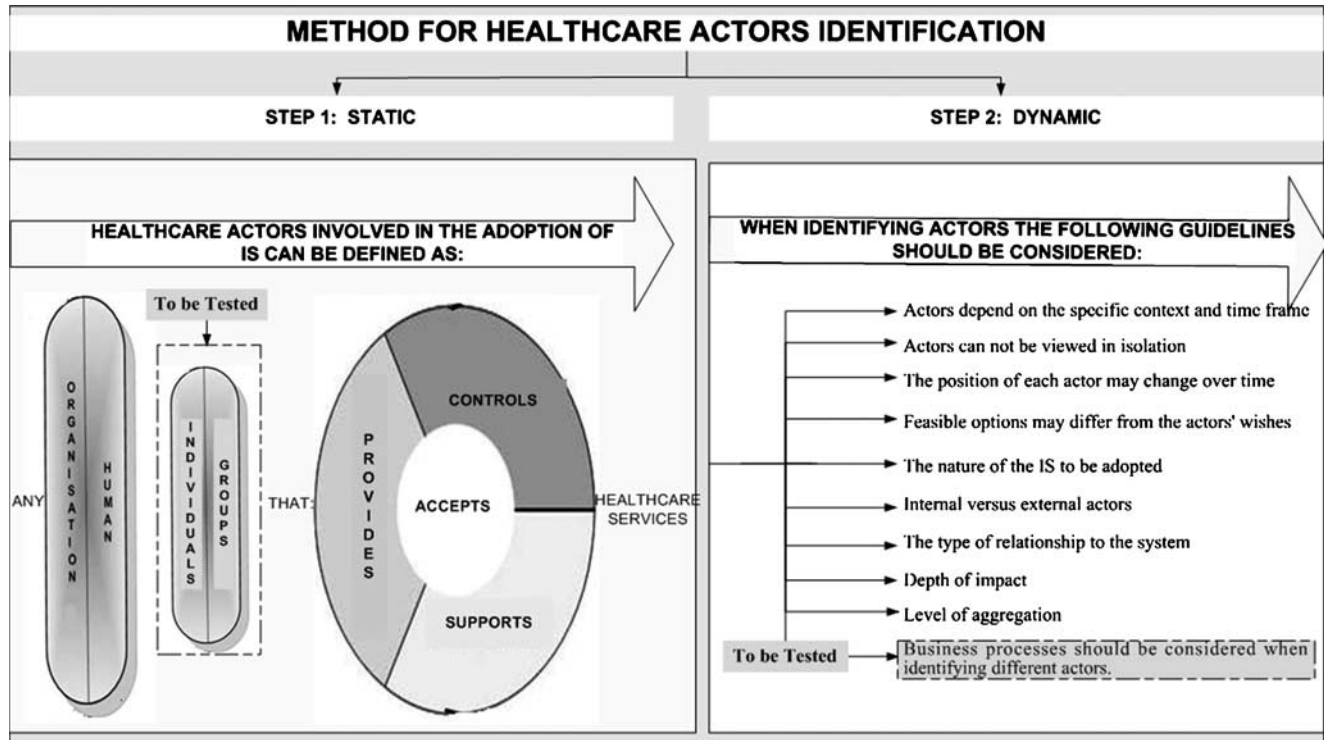 METHOD FOR HEALTHCARE ACTORS IDENTIFICATION
STEP 1: STATIC
STEP 2: DYNAMIC
HEALTHCARE ACTORS INVOLVED IN THE ADOPTION OF
IS CAN BE DEFINED AS:
ANY
ORGANISATION
HUMAN
To be Tested
INDIVIDUALS
GROUPS
THAT:
PROVIDES
CONTROLS
ACCEPTS
SUPPORTS
HEALTHCARE
SERVICES
WHEN IDENTIFYING ACTORS THE FOLLOWING GUIDELINES
SHOULD BE CONSIDERED:
Actors depend on the specific context and time frame
Actors can not be viewed in isolation
The position of each actor may change over time
Feasible options may differ from the actors' wishes
The nature of the IS to be adopted
Internal versus external actors
The type of relationship to the system
Depth of impact
Level of aggregation
To be Tested
Business processes should be considered when
identifying different actors.